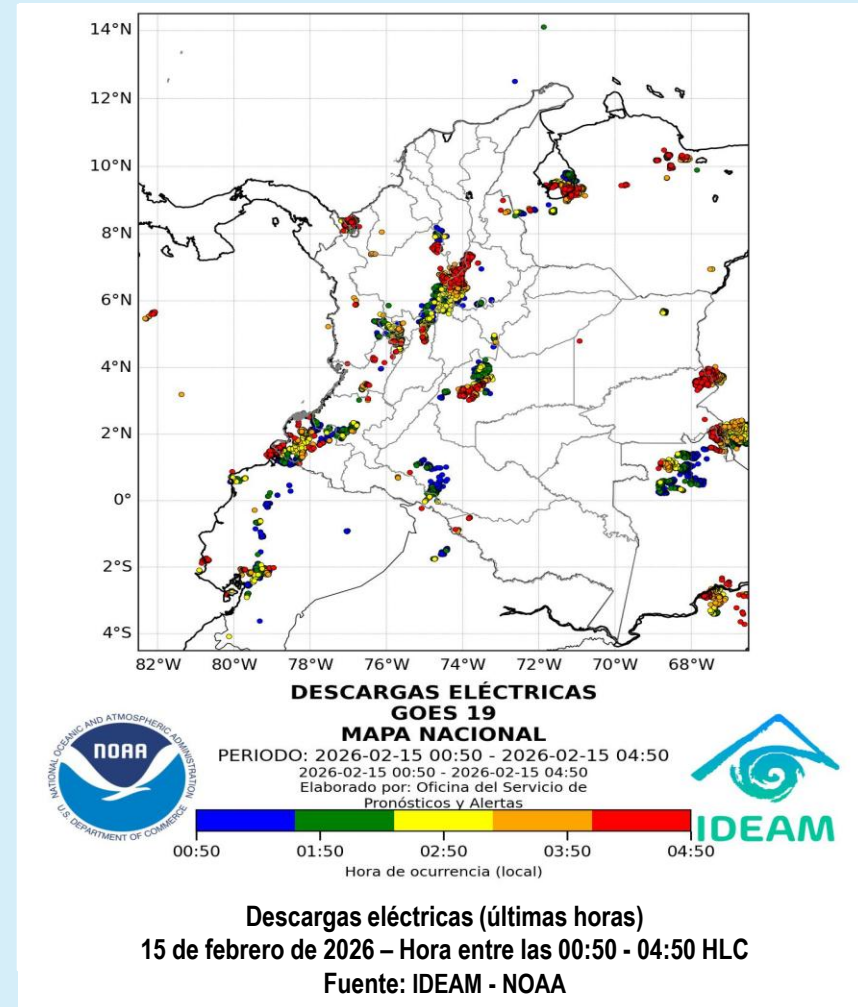 14°N
12°N
10°N
8°N
6°N
4°N
2°N
0°
2°S
4°S
82°W 80°W 78°W 76°W 74°W 72°W 70°W 68°W
DESCARGAS ELÉCTRICAS
GOES 19
MAPA NACIONAL
PERIODO: 2026-02-15 00:50 - 2026-02-15 04:50
2026-02-15 00:50 - 2026-02-15 04:50
Elaborado por: Oficina del Servicio de
Pronósticos y Alertas
NATIONAL OCEANIC AND ATMOSPHERIC ADMINISTRATION
NOAA
U.S. DEPARTMENT OF COMMERCE
IDEAM
00:50 01:50 02:50 03:50 04:50
Hora de ocurrencia (local)
Descargas eléctricas (últimas horas)
15 de febrero de 2026 – Hora entre las 00:50 - 04:50 HLC
Fuente: IDEAM - NOAA